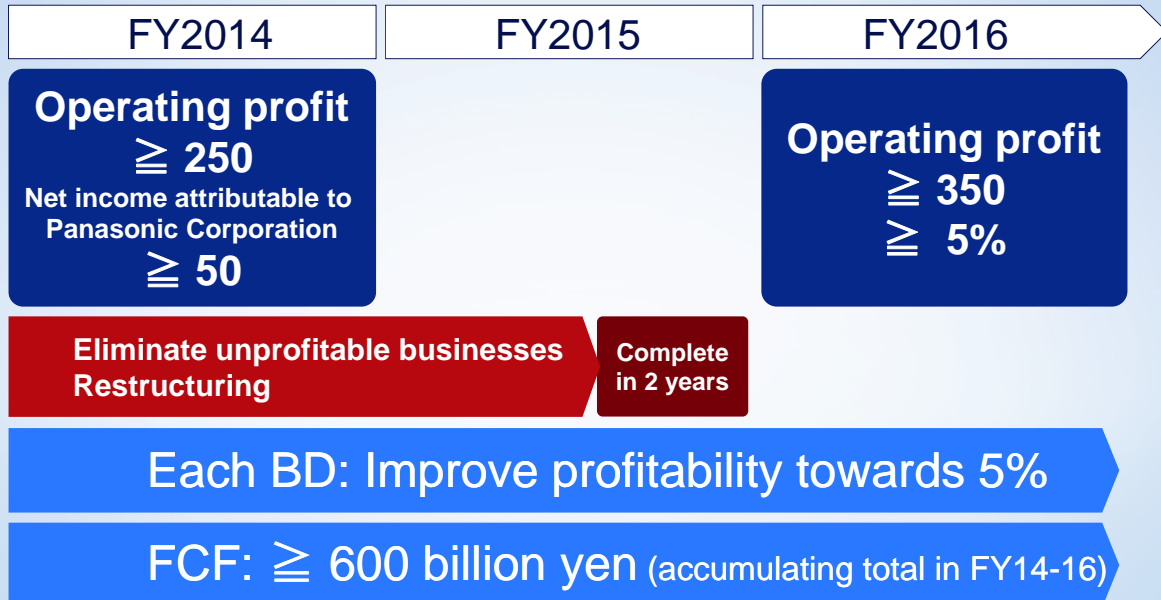 FY2014
FY2015
FY2016
Operating profit
≧ 250
Net income attributable to
Panasonic Corporation
≧ 50
Operating profit
≧ 350
≧ 5%
Eliminate unprofitable businesses
Restructuring
Complete
in 2 years
Each BD: Improve profitability towards 5%
FCF: ≧ 600 billion yen (accumulating total in FY14-16)